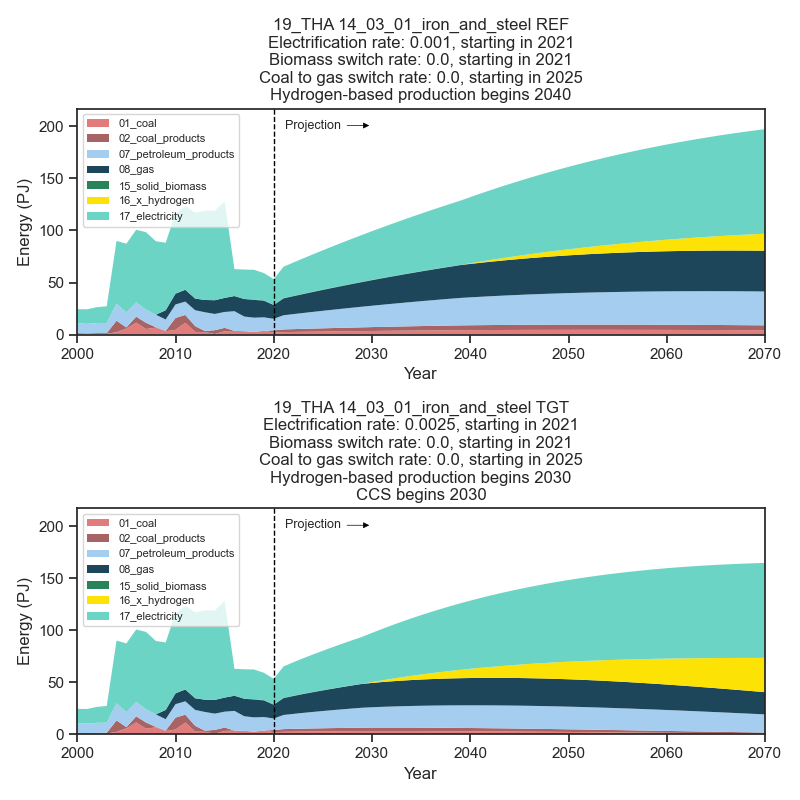 19_THA 14_03_01_iron_and_steel REF
Electrification rate: 0.001, starting in 2021
Biomass switch rate: 0.0, starting in 2021
Coal to gas switch rate: 0.0, starting in 2025
Hydrogen-based production begins 2040
200
150
100
50
0
Energy (PJ)
01_coal
02_coal_products
07_petroleum_products
08_gas
15_solid_biomass
16_x_hydrogen
17_electricity
Projection
2000 2010 2020 2030 2040 2050 2060 2070
Year
19_THA 14_03_01_iron_and_steel TGT
Electrification rate: 0.0025, starting in 2021
Biomass switch rate: 0.0, starting in 2021
Coal to gas switch rate: 0.0, starting in 2025
Hydrogen-based production begins 2030
CCS begins 2030
200
150
100
50
0
Energy (PJ)
01_coal
02_coal_products
07_petroleum_products
08_gas
15_solid_biomass
16_x_hydrogen
17_electricity
Projection
2000 2010 2020 2030 2040 2050 2060 2070
Year